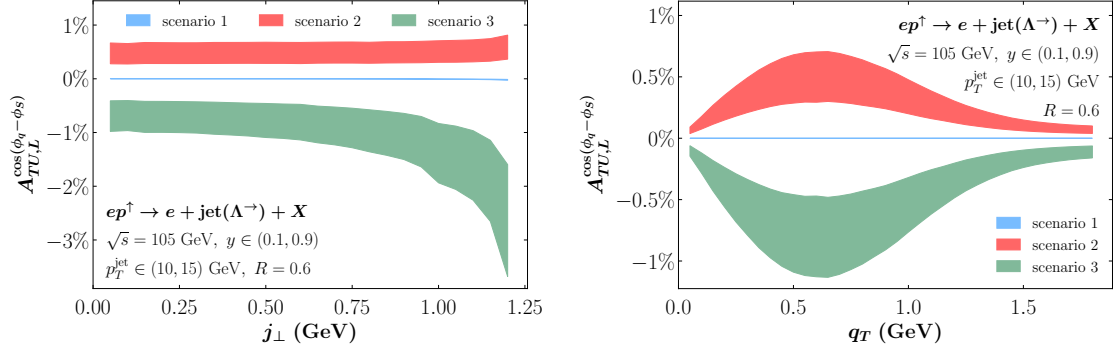 scenario 1 scenario 2 scenario 3
1%
0%
−1%
−2%
−3%
A_{TU,L}^{cos(ϕ_q−ϕ_S)}
ep^↑ → e + jet(Λ^→) + X
√s = 105 GeV, y ∈ (0.1, 0.9)
p_T^{jet} ∈ (10, 15) GeV, R = 0.6
0.00 0.25 0.50 0.75 1.00 1.25
j_⊥ (GeV)
1%
0.5%
0%
−0.5%
−1%
A_{TU,L}^{cos(ϕ_q−ϕ_S)}
ep^↑ → e + jet(Λ^→) + X
√s = 105 GeV, y ∈ (0.1, 0.9)
p_T^{jet} ∈ (10, 15) GeV
R = 0.6
scenario 1
scenario 2
scenario 3
0.0 0.5 1.0 1.5
q_T (GeV)